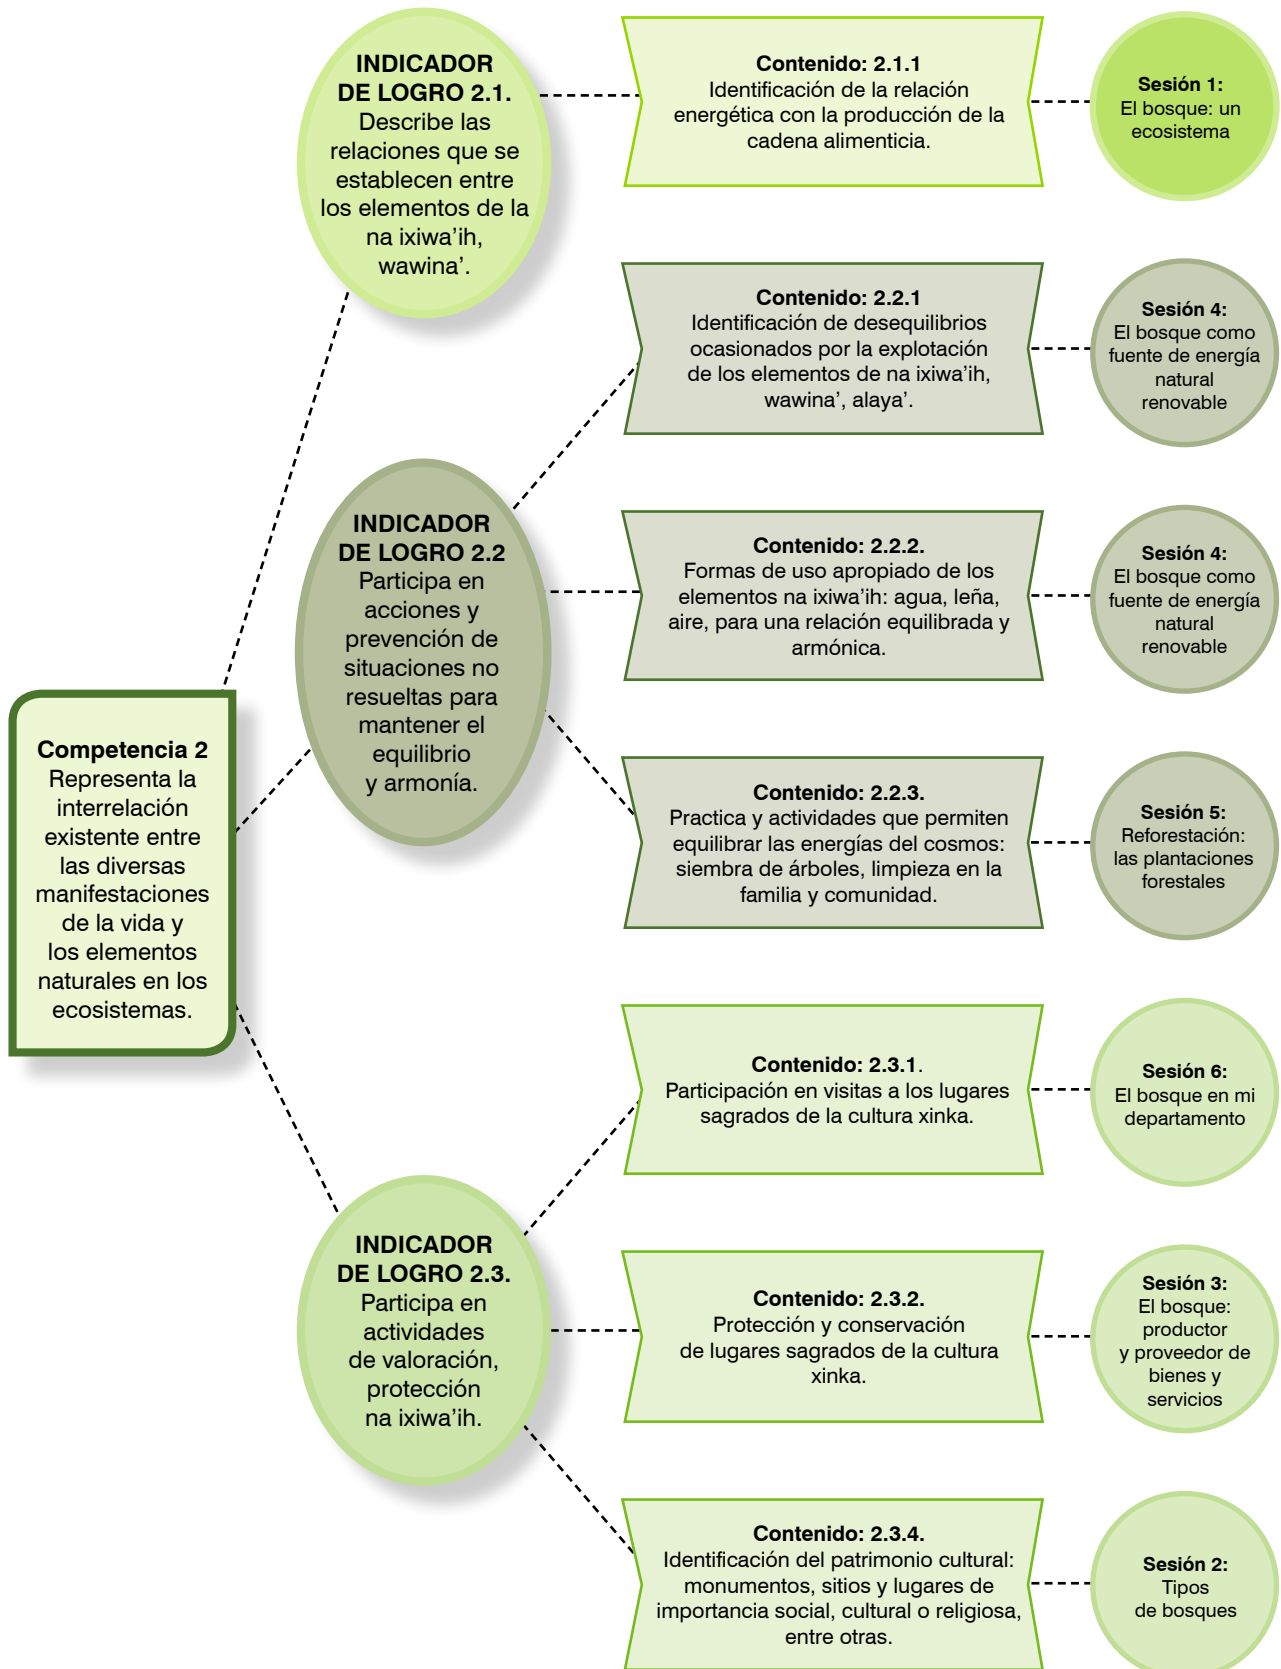 Competencia 2
Representa la
interrelación
existente entre
las diversas
manifestaciones
de la vida y
los elementos
naturales en los
ecosistemas.
INDICADOR
DE LOGRO 2.1.
Describe las
relaciones que se
establecen entre
los elementos de la
na ixiwa’ih,
wawina’.
Contenido: 2.1.1
Identificación de la relación
energética con la producción de la
cadena alimenticia.
Sesión 1:
El bosque: un
ecosistema
INDICADOR
DE LOGRO 2.2
Participa en
acciones y
prevención de
situaciones no
resueltas para
mantener el
equilibrio
y armonía.
Contenido: 2.2.1
Identificación de desequilibrios
ocasionados por la explotación
de los elementos de na ixiwa’ih,
wawina’, alaya’.
Sesión 4:
El bosque como
fuente de energía
natural
renovable
Contenido: 2.2.2.
Formas de uso apropiado de los
elementos na ixiwa’ih: agua, leña,
aire, para una relación equilibrada y
armónica.
Sesión 4:
El bosque como
fuente de energía
natural
renovable
Contenido: 2.2.3.
Practica y actividades que permiten
equilibrar las energías del cosmos:
siembra de árboles, limpieza en la
familia y comunidad.
Sesión 5:
Reforestación:
las plantaciones
forestales
INDICADOR
DE LOGRO 2.3.
Participa en
actividades
de valoración,
protección
na ixiwa’ih.
Contenido: 2.3.1.
Participación en visitas a los lugares
sagrados de la cultura xinka.
Sesión 6:
El bosque en mi
departamento
Contenido: 2.3.2.
Protección y conservación
de lugares sagrados de la cultura
xinka.
Sesión 3:
El bosque:
productor
y proveedor de
bienes y
servicios
Contenido: 2.3.4.
Identificación del patrimonio cultural:
monumentos, sitios y lugares de
importancia social, cultural o religiosa,
entre otras.
Sesión 2:
Tipos
de bosques